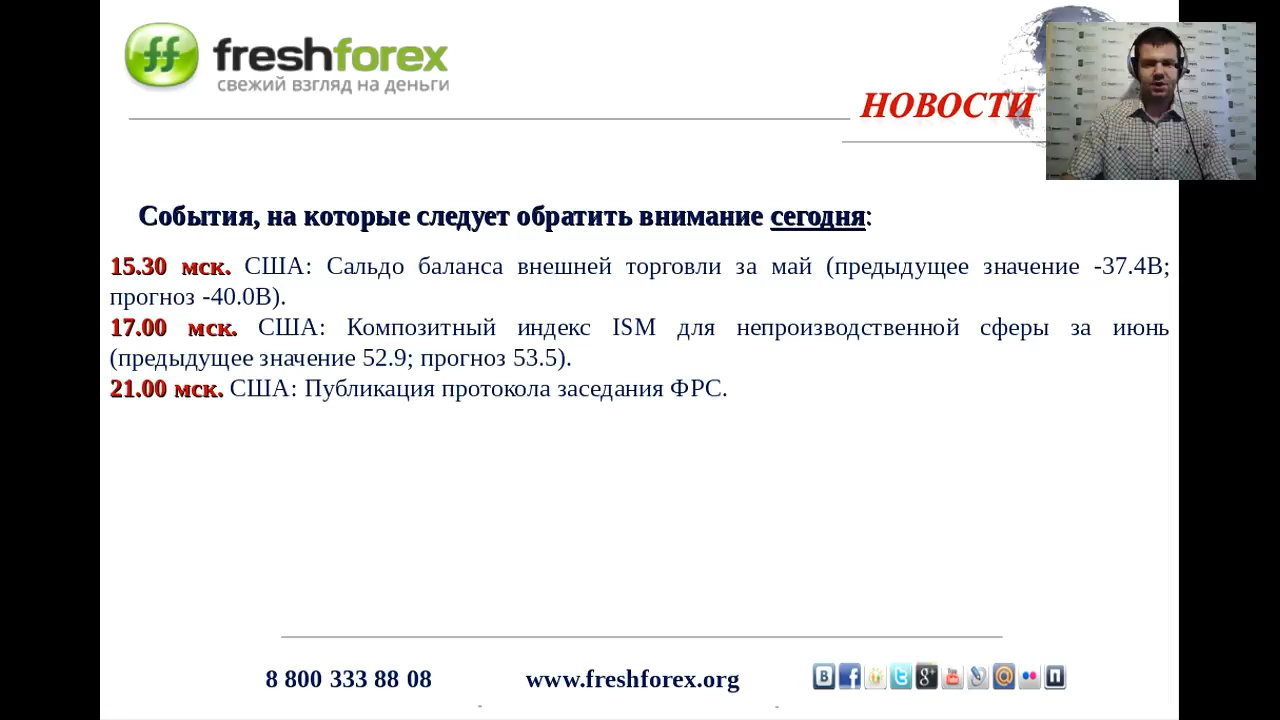 freshforex
свежий взгляд на деньги
НОВОСТИ
События, на которые следует обратить внимание сегодня:
15.30 мск. США: Сальдо баланса внешней торговли за май (предыдущее значение -37.4B;
прогноз -40.0B).
17.00 мск. США: Композитный индекс ISM для непроизводственной сферы за июнь
(предыдущее значение 52.9; прогноз 53.5).
21.00 мск. США: Публикация протокола заседания ФРС.
8 800 333 88 08
www.freshforex.org